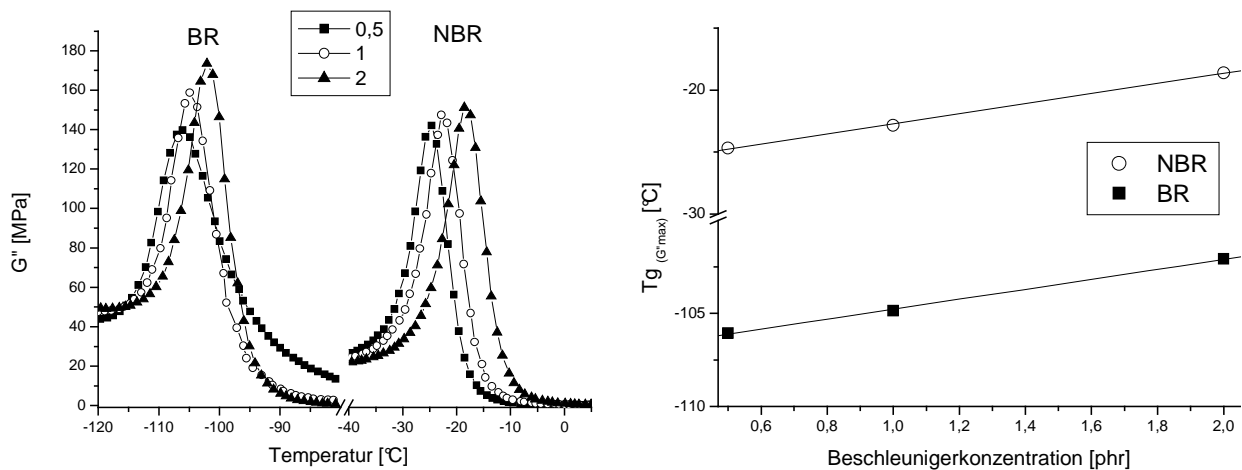 BR
NBR
0,5
1
2
180
160
140
120
100
80
60
40
20
0
G" [MPa]
-120 -110 -100 -90 -40 -30 -20 -10 0
Temperatur [°C]
-20
-30
-105
-110
Tg (G"max) [°C]
NBR
BR
0,6 0,8 1,0 1,2 1,4 1,6 1,8 2,0
Beschleunigerkonzentration [phr]